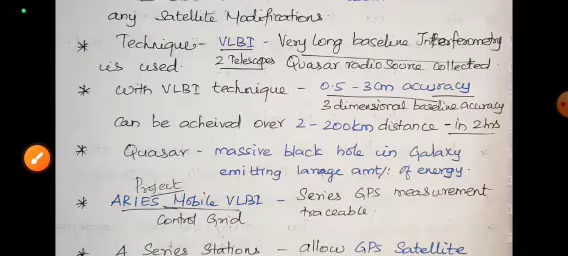 any Satellite Modifications.
* Technique - VLBI - Very long baseline Interferometry
is used. 2 Telescopes Quasar radio Source collected.
* with VLBI technique - 0.5 - 3cm accuracy
3 dimensional baseline accuracy
can be acheived over 2 - 200km distance - in 2hrs
* Quasar - massive black hole in Galaxy
emitting larage amt/: of energy.
Project
* ARIES Mobile VLBI - Series GPS measurement
Control Grid traceable.
* A Series Stations - allow GPS Satellite